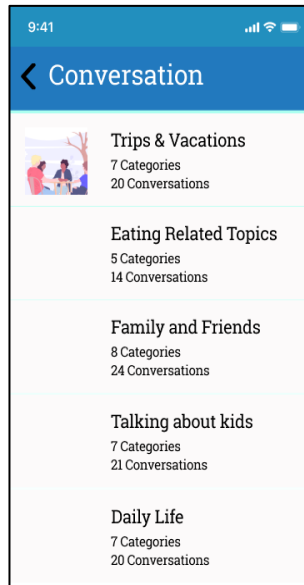 9:41
Conversation
Trips & Vacations
7 Categories
20 Conversations
Eating Related Topics
5 Categories
14 Conversations
Family and Friends
8 Categories
24 Conversations
Talking about kids
7 Categories
21 Conversations
Daily Life
7 Categories
20 Conversations